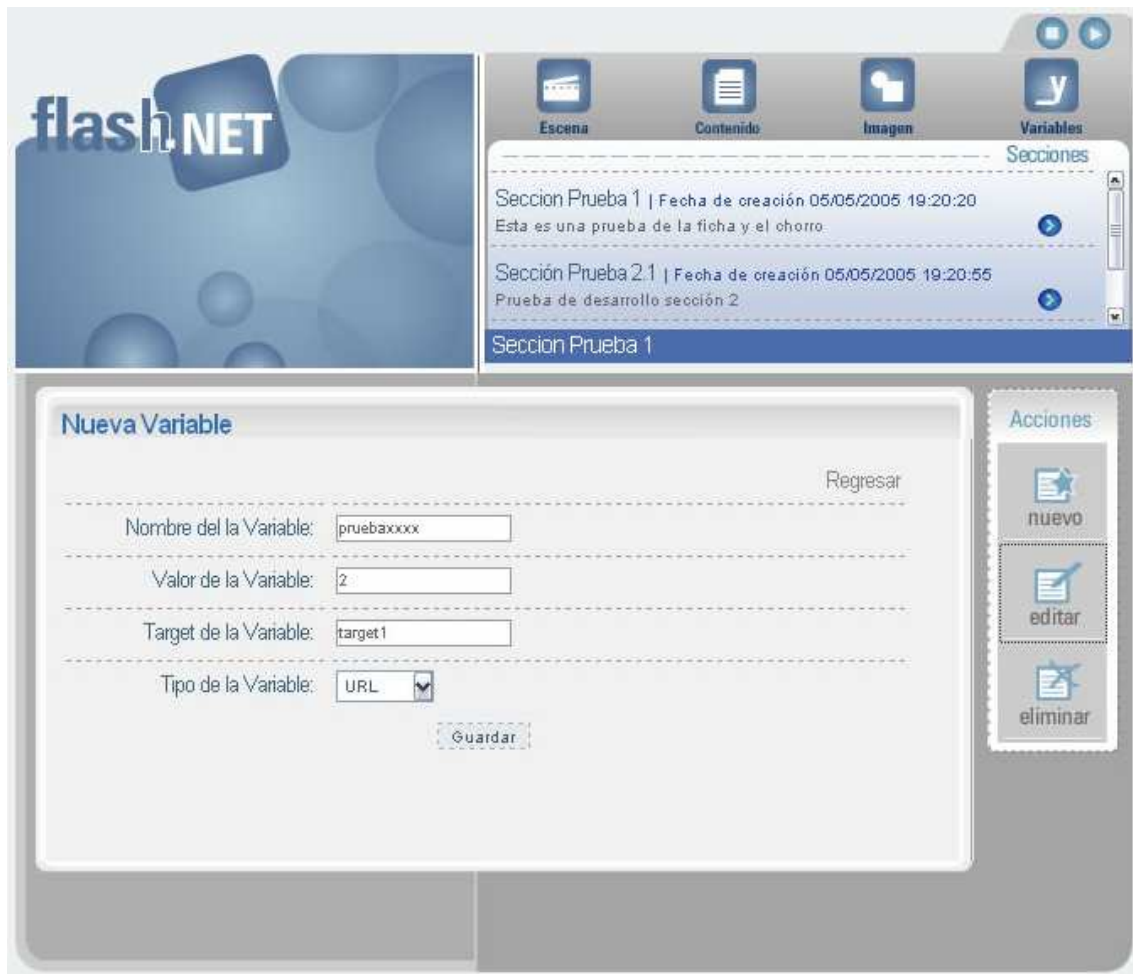 flash.NET
Escena
Contenido
Imagen
_y
Variables
Secciones
Seccion Prueba 1 | Fecha de creación 05/05/2005 19:20:20
Esta es una prueba de la ficha y el chorro
Sección Prueba 2.1 | Fecha de creación 05/05/2005 19:20:55
Prueba de desarrollo sección 2
Seccion Prueba 1
Nueva Variable
Regresar
Nombre del la Variable: pruebaxxxx
Valor de la Variable: 2
Target de la Variable: target1
Tipo de la Variable: URL
Guardar
Acciones
nuevo
editar
eliminar